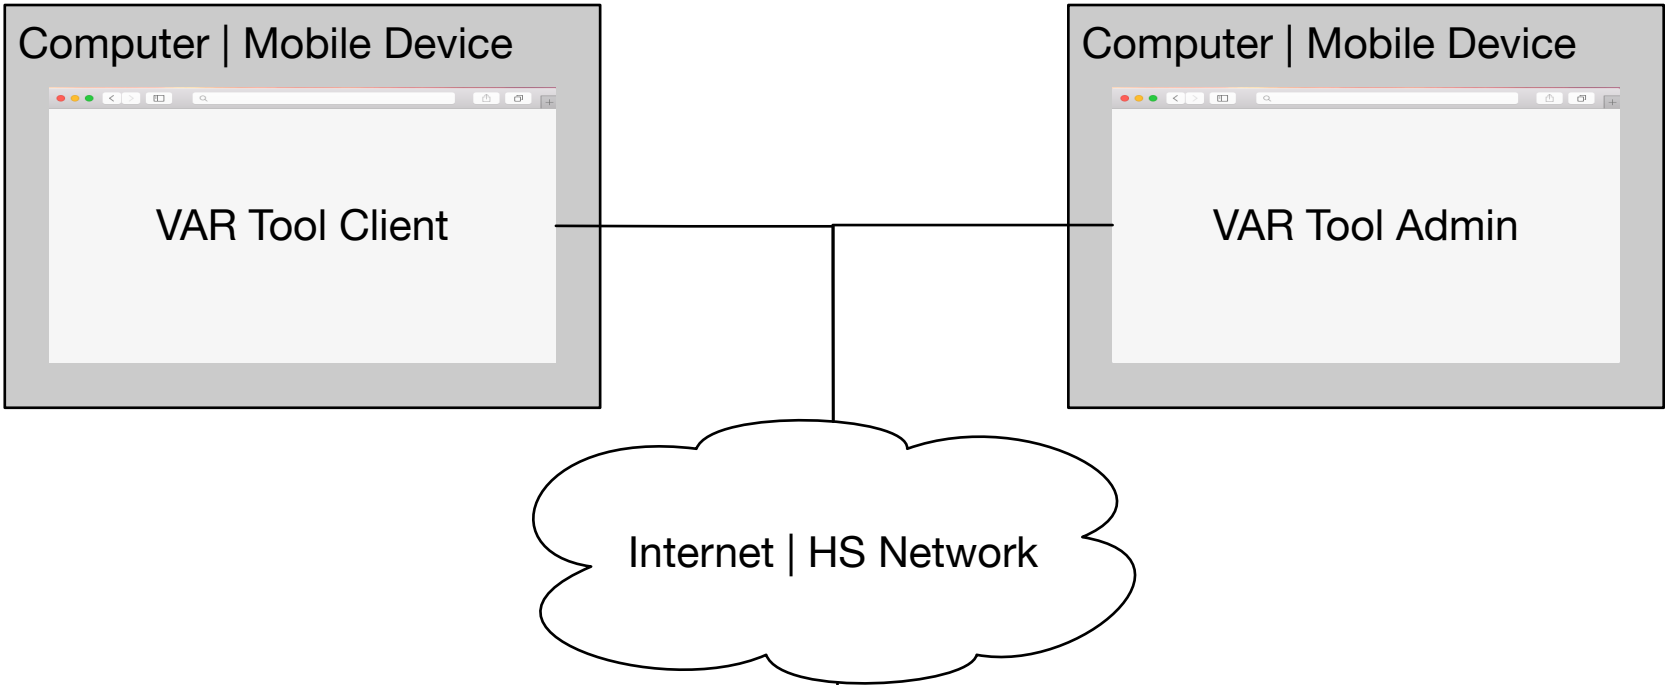 Computer | Mobile Device
VAR Tool Client
Computer | Mobile Device
VAR Tool Admin
Internet | HS Network